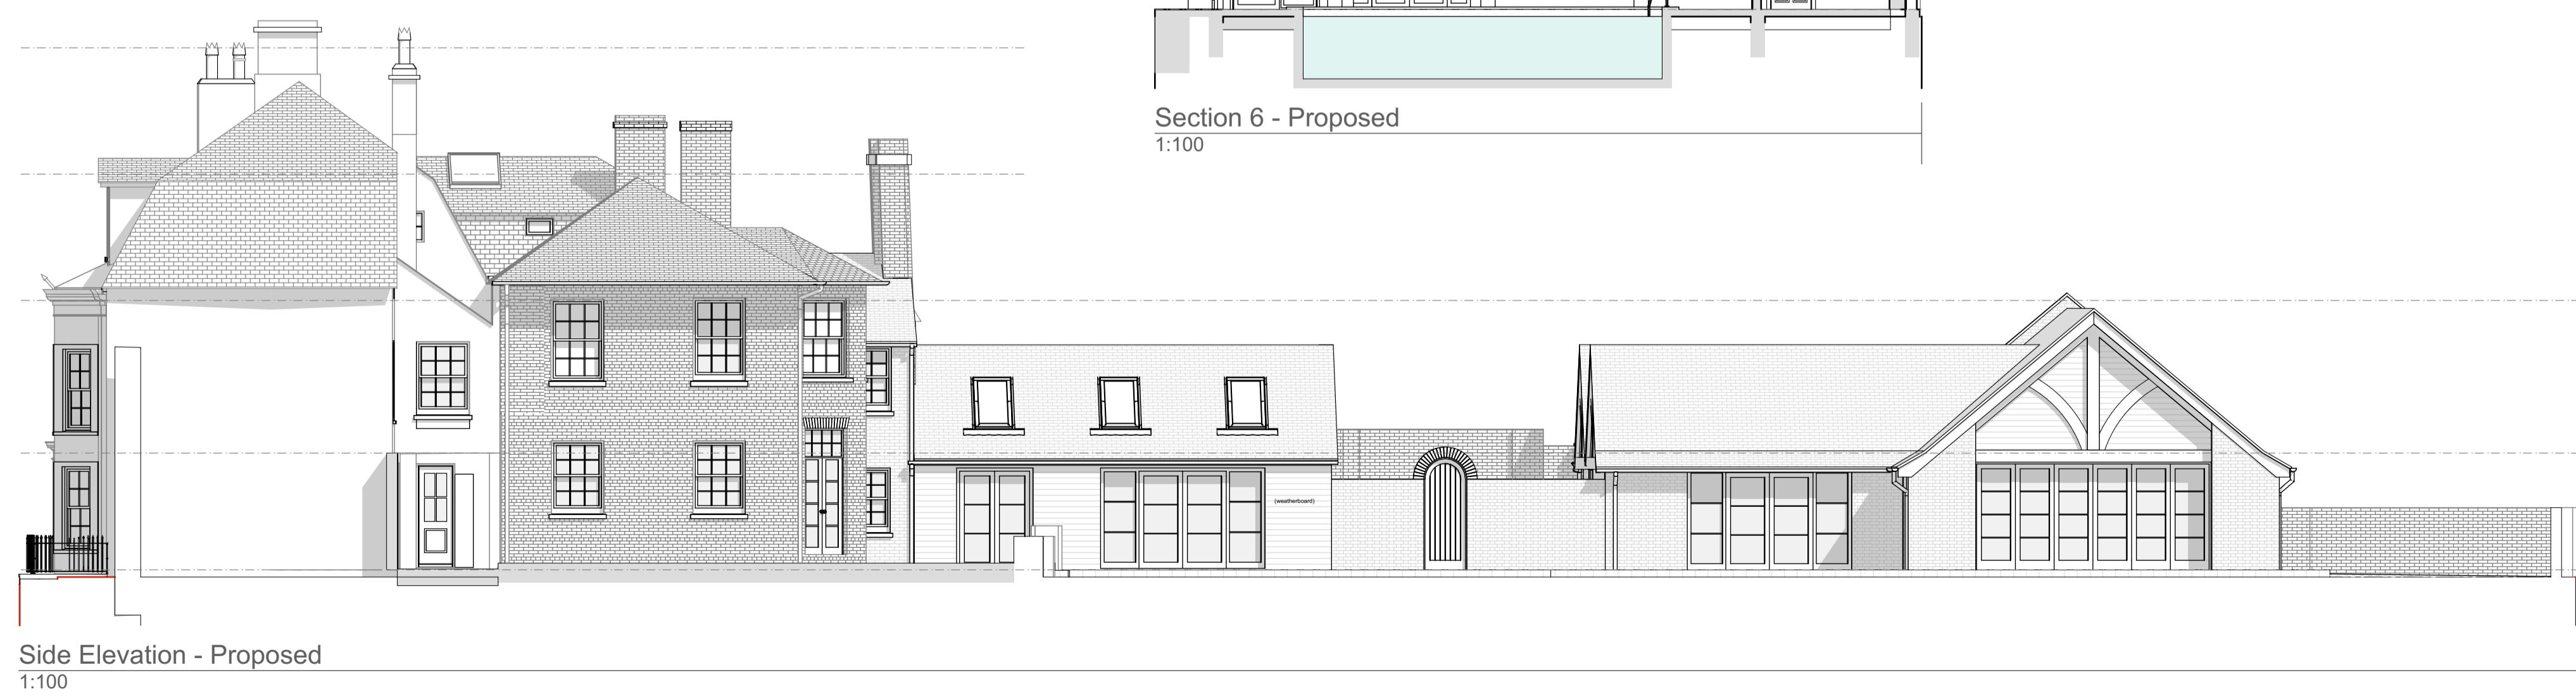 Section 6 - Proposed
1:100
(weatherboard)
Side Elevation - Proposed
1:100